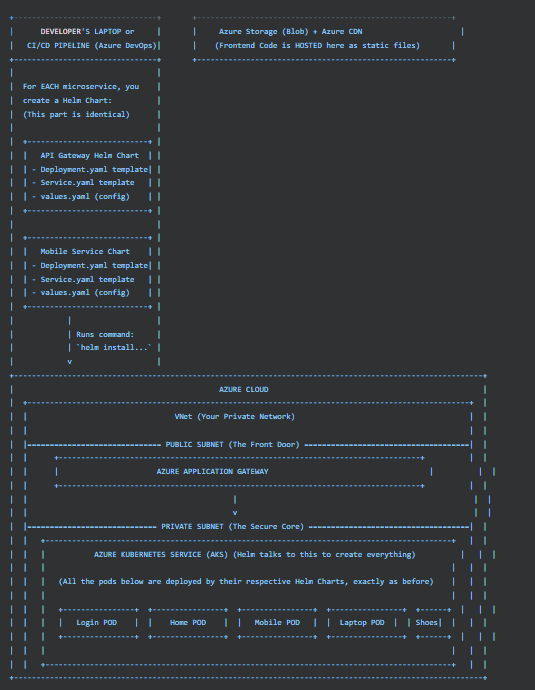 DEVELOPER'S LAPTOP or
CI/CD PIPELINE (Azure DevOps)
Azure Storage (Blob) + Azure CDN
(Frontend Code is HOSTED here as static files)
For EACH microservice, you
create a Helm Chart:
(This part is identical)
API Gateway Helm Chart
- Deployment.yaml template
- Service.yaml template
- values.yaml (config)
Mobile Service Chart
- Deployment.yaml template
- Service.yaml template
- values.yaml (config)
Runs command:
`helm install...`
v
AZURE CLOUD
VNet (Your Private Network)
PUBLIC SUBNET (The Front Door)
AZURE APPLICATION GATEWAY
v
PRIVATE SUBNET (The Secure Core)
AZURE KUBERNETES SERVICE (AKS) (Helm talks to this to create everything)
(All the pods below are deployed by their respective Helm Charts, exactly as before)
Login POD | Home POD | Mobile POD | Laptop POD | Shoes